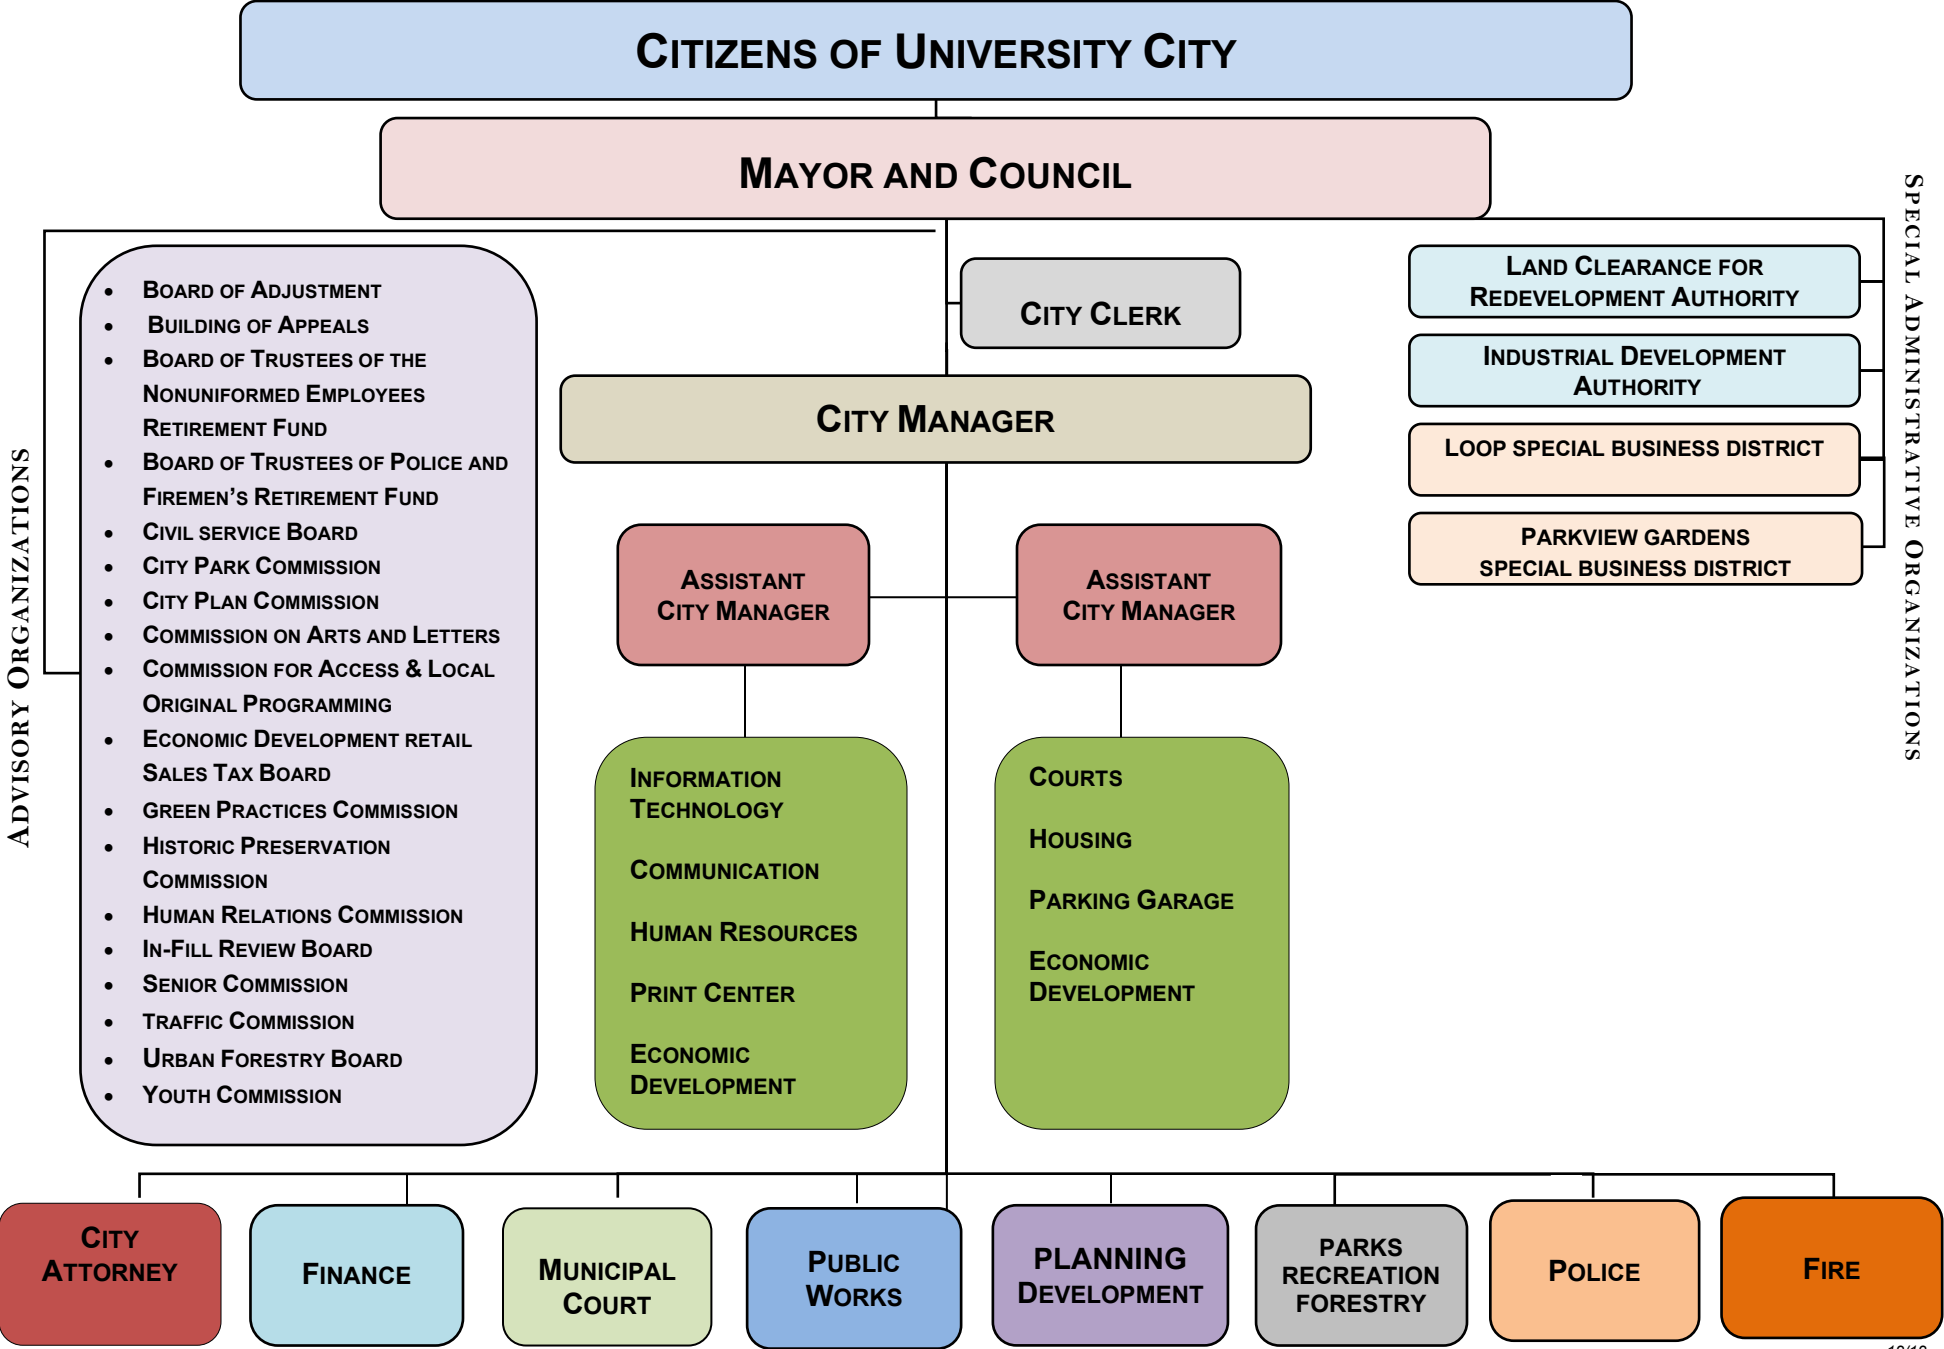 CITIZENS OF UNIVERSITY CITY
MAYOR AND COUNCIL
ADVISORY ORGANIZATIONS
• BOARD OF ADJUSTMENT
• BUILDING OF APPEALS
• BOARD OF TRUSTEES OF THE
NONUNIFORMED EMPLOYEES
RETIREMENT FUND
• BOARD OF TRUSTEES OF POLICE AND
FIREMEN’S RETIREMENT FUND
• CIVIL SERVICE BOARD
• CITY PARK COMMISSION
• CITY PLAN COMMISSION
• COMMISSION ON ARTS AND LETTERS
• COMMISSION FOR ACCESS & LOCAL
ORIGINAL PROGRAMMING
• ECONOMIC DEVELOPMENT RETAIL
SALES TAX BOARD
• GREEN PRACTICES COMMISSION
• HISTORIC PRESERVATION
COMMISSION
• HUMAN RELATIONS COMMISSION
• IN-FILL REVIEW BOARD
• SENIOR COMMISSION
• TRAFFIC COMMISSION
• URBAN FORESTRY BOARD
• YOUTH COMMISSION
CITY CLERK
CITY MANAGER
ASSISTANT
CITY MANAGER
ASSISTANT
CITY MANAGER
INFORMATION
TECHNOLOGY
COMMUNICATION
HUMAN RESOURCES
PRINT CENTER
ECONOMIC
DEVELOPMENT
COURTS
HOUSING
PARKING GARAGE
ECONOMIC
DEVELOPMENT
SPECIAL ADMINISTRATIVE ORGANIZATIONS
LAND CLEARANCE FOR
REDEVELOPMENT AUTHORITY
INDUSTRIAL DEVELOPMENT
AUTHORITY
LOOP SPECIAL BUSINESS DISTRICT
PARKVIEW GARDENS
SPECIAL BUSINESS DISTRICT
CITY
ATTORNEY
FINANCE
MUNICIPAL
COURT
PUBLIC
WORKS
PLANNING
DEVELOPMENT
PARKS
RECREATION
FORESTRY
POLICE
FIRE